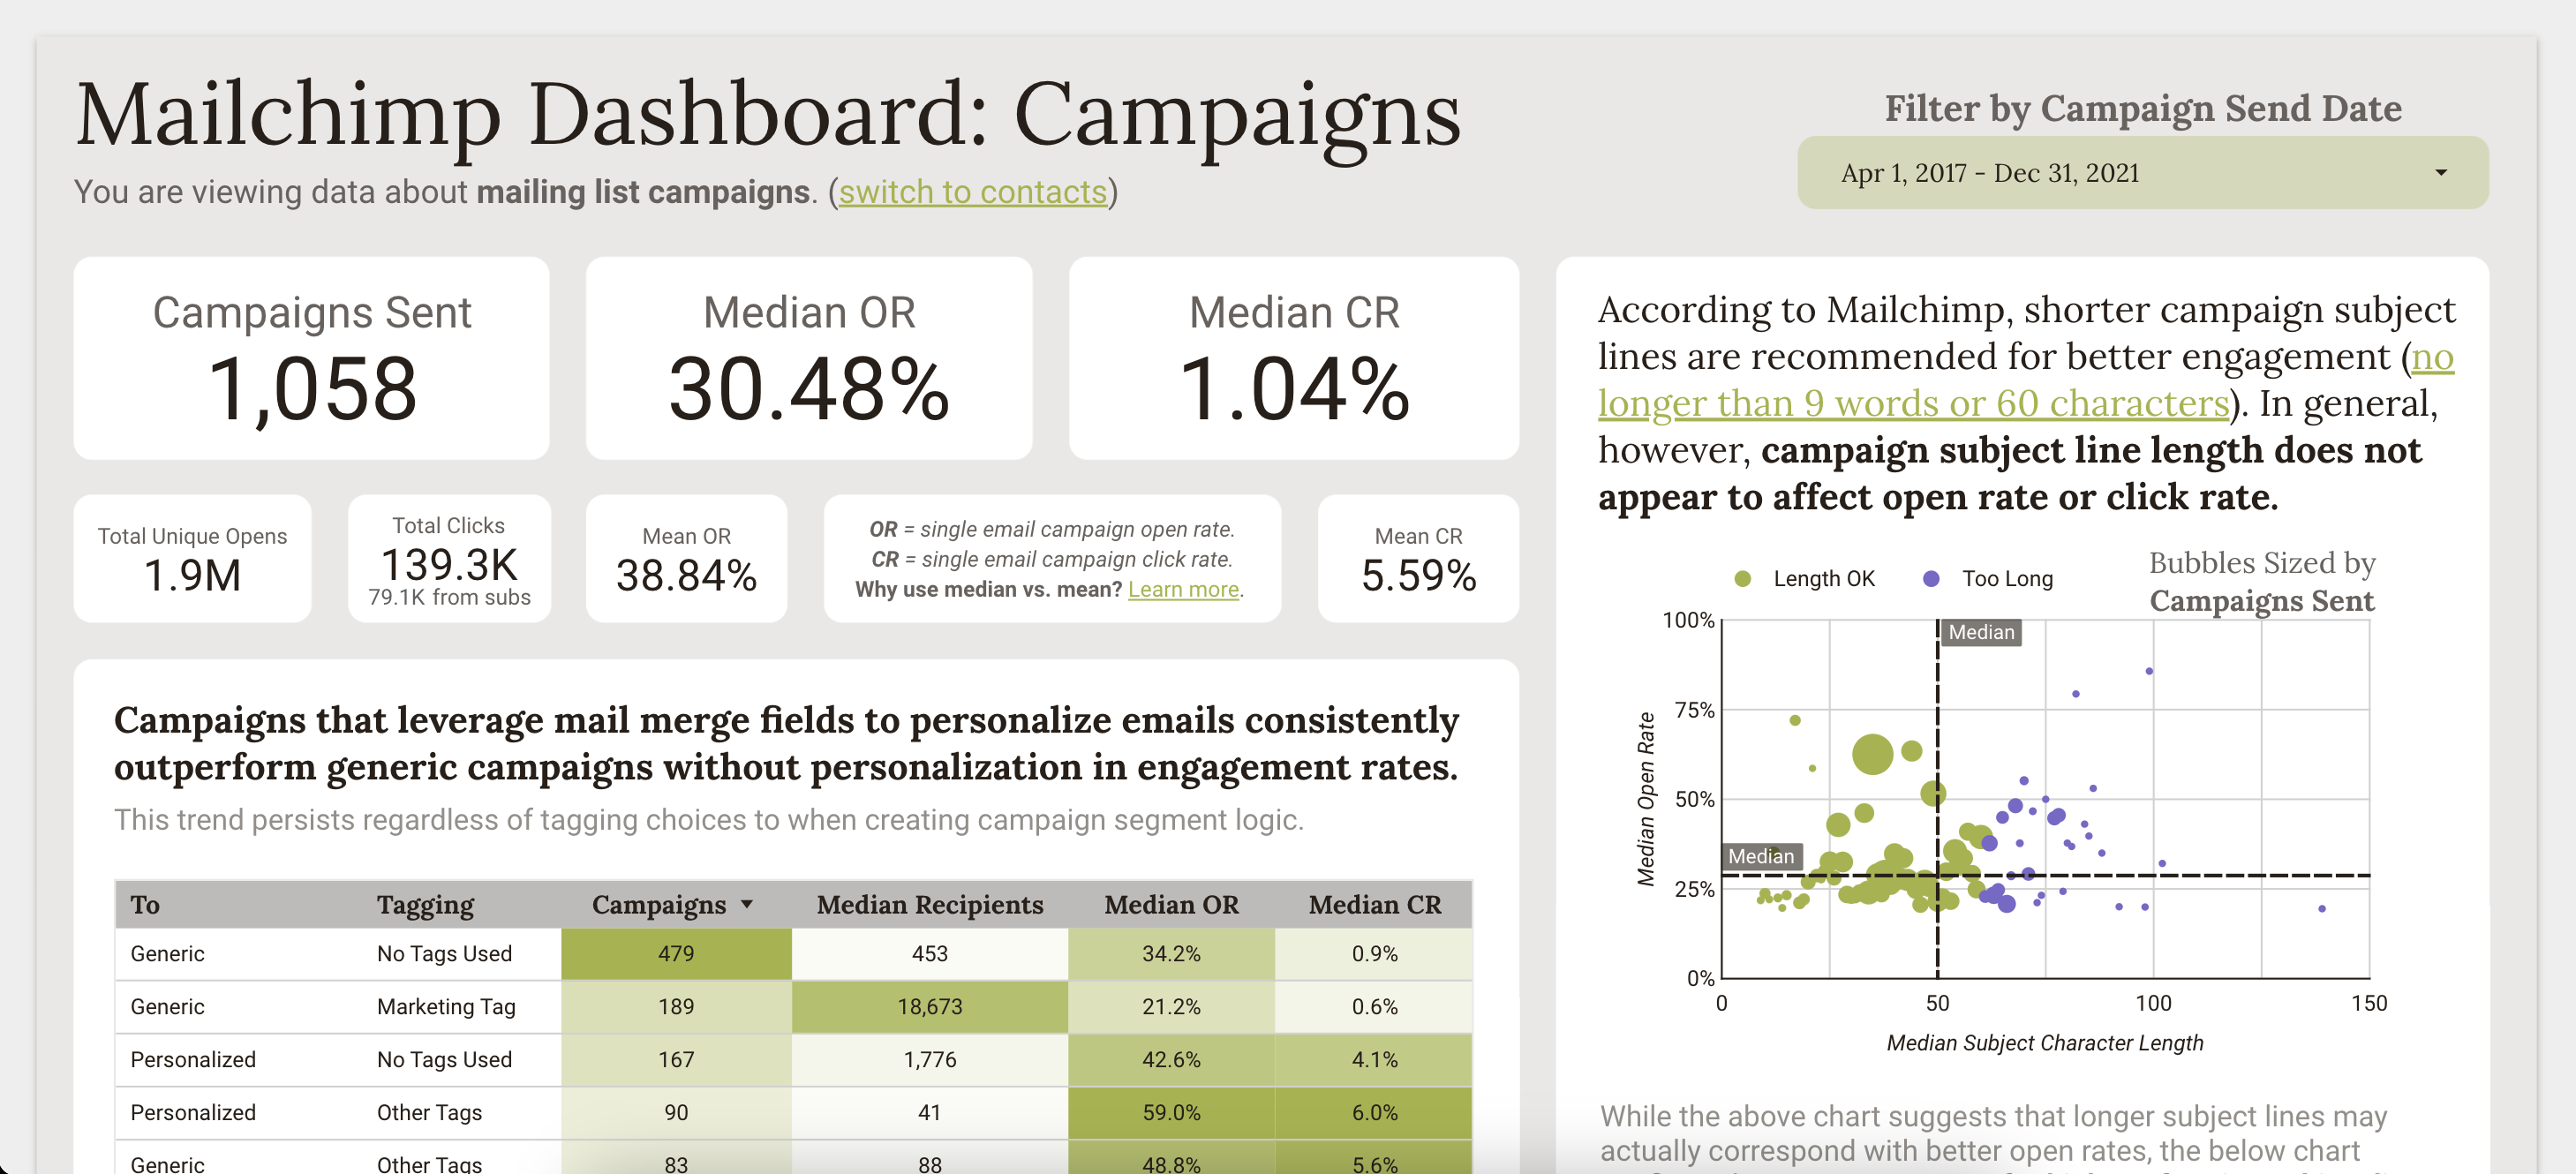 Mailchimp Dashboard: Campaigns
You are viewing data about mailing list campaigns. (switch to contacts)
Filter by Campaign Send Date
Apr 1, 2017 - Dec 31, 2021
Campaigns Sent
1,058
Median OR
30.48%
Median CR
1.04%
Total Unique Opens
1.9M
Total Clicks
139.3K
79.1K from subs
Mean OR
38.84%
OR = single email campaign open rate.
CR = single email campaign click rate.
Why use median vs. mean? Learn more.
Mean CR
5.59%
Campaigns that leverage mail merge fields to personalize emails consistently
outperform generic campaigns without personalization in engagement rates.
This trend persists regardless of tagging choices to when creating campaign segment logic.
To Tagging Campaigns Median Recipients Median OR Median CR
Generic No Tags Used 479 453 34.2% 0.9%
Generic Marketing Tag 189 18,673 21.2% 0.6%
Personalized No Tags Used 167 1,776 42.6% 4.1%
Personalized Other Tags 90 41 59.0% 6.0%
Generic Other Tags 83 88 48.8% 5.6%
According to Mailchimp, shorter campaign subject
lines are recommended for better engagement (no
longer than 9 words or 60 characters). In general,
however, campaign subject line length does not
appear to affect open rate or click rate.
Length OK
Too Long
Bubbles Sized by
Campaigns Sent
Median Open Rate
100%
75%
50%
25%
0%
Median
Median
0 50 100 150
Median Subject Character Length
While the above chart suggests that longer subject lines may
actually correspond with better open rates, the below chart